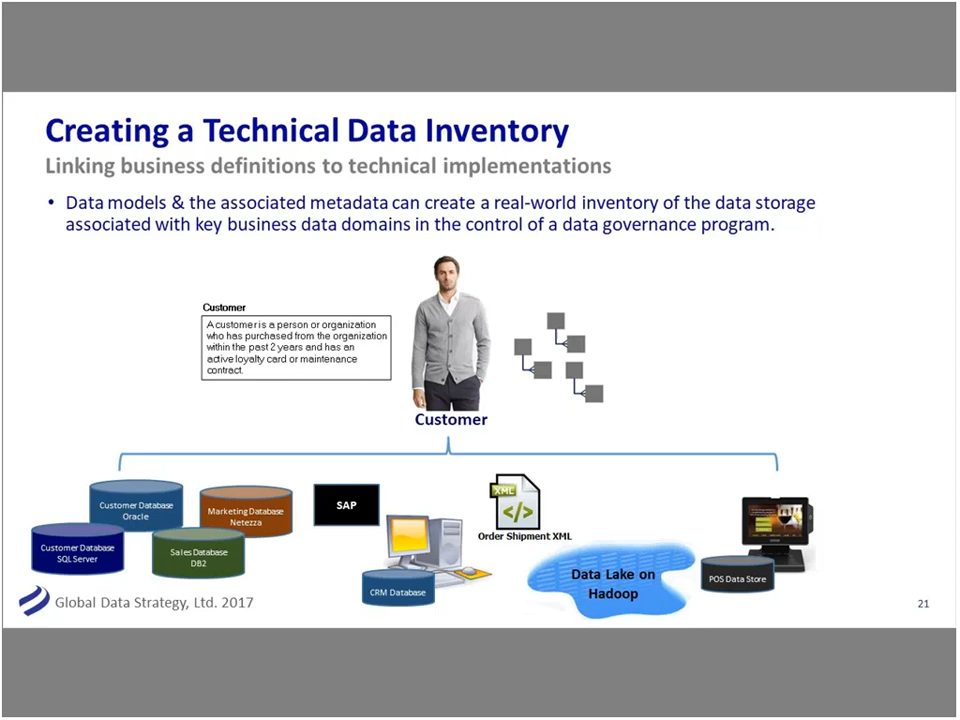 Creating a Technical Data Inventory
Linking business definitions to technical implementations
• Data models & the associated metadata can create a real-world inventory of the data storage
associated with key business data domains in the control of a data governance program.
Customer
A customer is a person or organization
who has purchased from the organization
within the past 2 years and has an
active loyalty card or maintenance
contract.
Customer
Customer Database
Oracle
Marketing Database
Netezza
Customer Database
SQL Server
Sales Database
DB2
SAP
CRM Database
XML
</>
Order Shipment XML
Data Lake on
Hadoop
POS Data Store
Global Data Strategy, Ltd. 2017
21